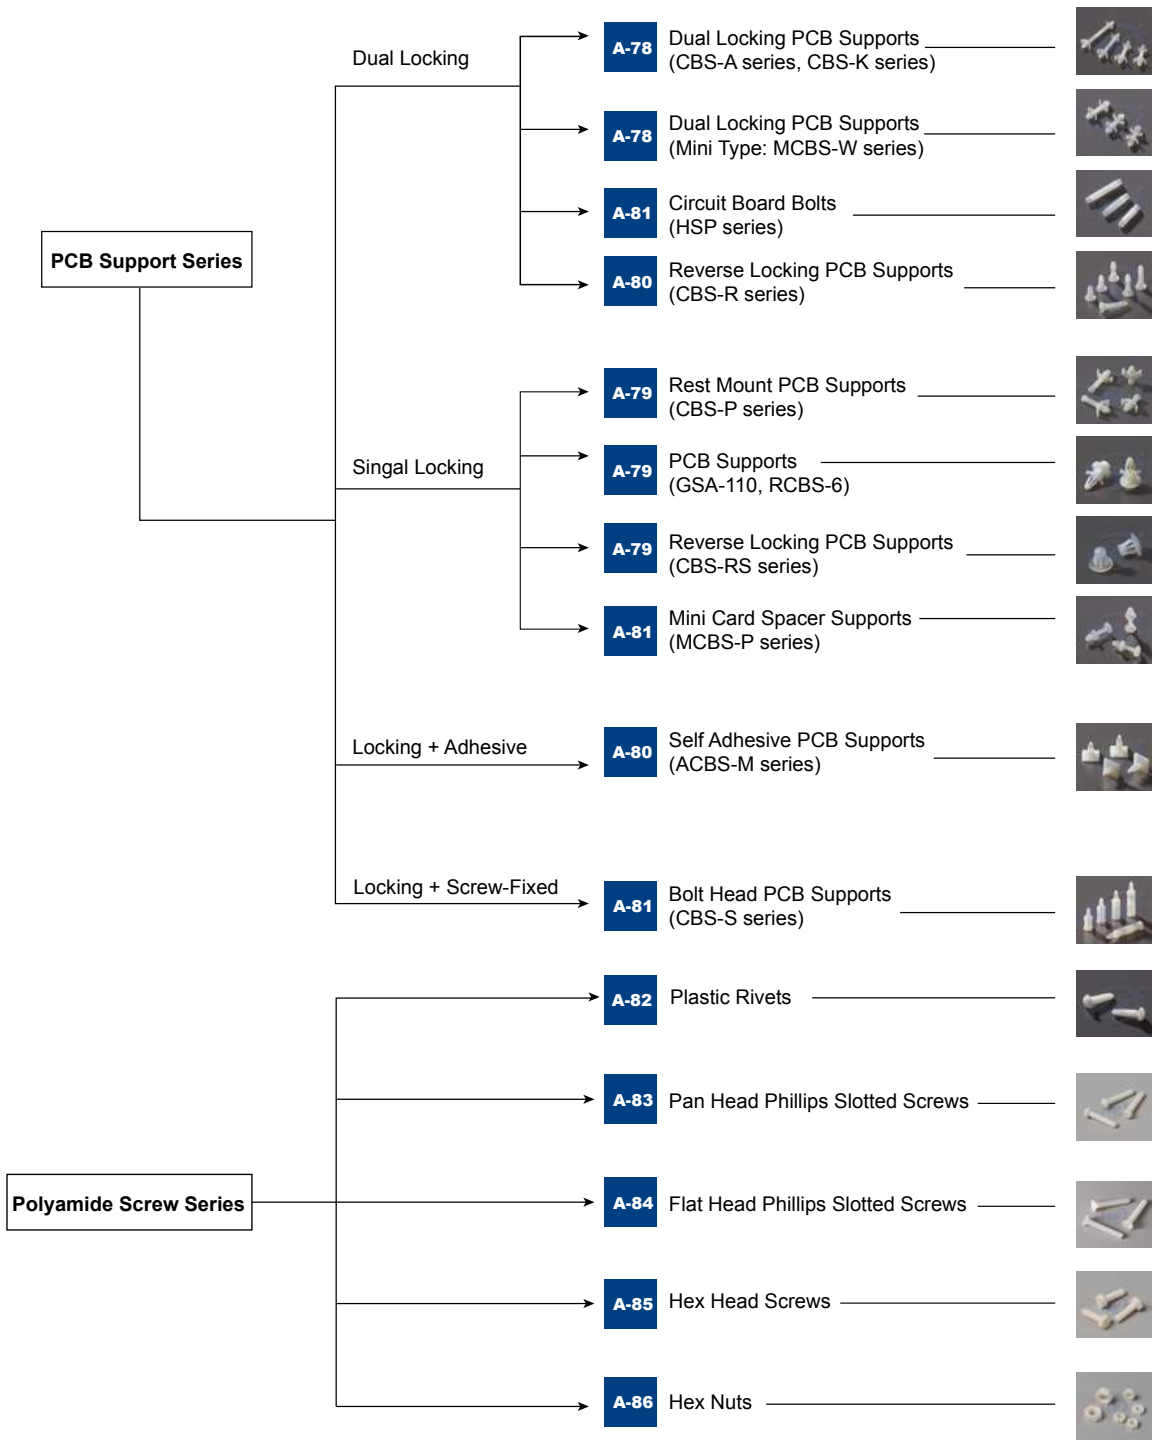 Dual Locking
A-78
Dual Locking PCB Supports
(CBS-A series, CBS-K series)
A-78
Dual Locking PCB Supports
(Mini Type: MCBS-W series)
A-81
Circuit Board Bolts
(HSP series)
PCB Support Series
A-80
Reverse Locking PCB Supports
(CBS-R series)
A-79
Rest Mount PCB Supports
(CBS-P series)
Singal Locking
A-79
PCB Supports
(GSA-110, RCBS-6)
A-79
Reverse Locking PCB Supports
(CBS-RS series)
A-81
Mini Card Spacer Supports
(MCBS-P series)
Locking + Adhesive
A-80
Self Adhesive PCB Supports
(ACBS-M series)
Locking + Screw-Fixed
A-81
Bolt Head PCB Supports
(CBS-S series)
A-82
Plastic Rivets
A-83
Pan Head Phillips Slotted Screws
Polyamide Screw Series
A-84
Flat Head Phillips Slotted Screws
A-85
Hex Head Screws
A-86
Hex Nuts